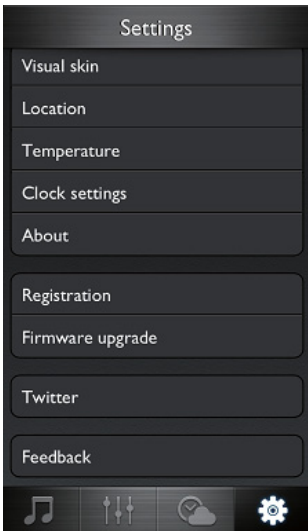 Settings
Visual skin
Location
Temperature
Clock settings
About
Registration
Firmware upgrade
Twitter
Feedback